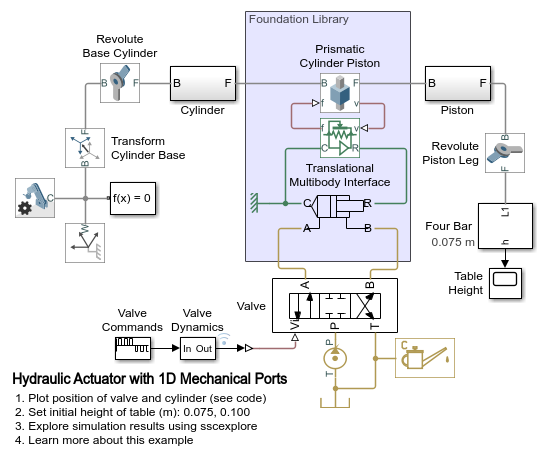 Foundation Library
Revolute
Base Cylinder
Prismatic
Cylinder Piston
B F
B F
Cylinder
B F
f v
B F
Piston
f v
C R
F
B
Transform
Cylinder Base
Translational
Multibody Interface
B
F
Revolute
Piston Leg
C
f(x) = 0
W
C R
A B
Four Bar
0.075 m
L1
h
Table
Height
Valve
A B
Vi P T
Valve
Commands
Valve
Dynamics
In Out
P
T
C
Hydraulic Actuator with 1D Mechanical Ports
1. Plot position of valve and cylinder (see code)
2. Set initial height of table (m): 0.075, 0.100
3. Explore simulation results using sscexplore
4. Learn more about this example